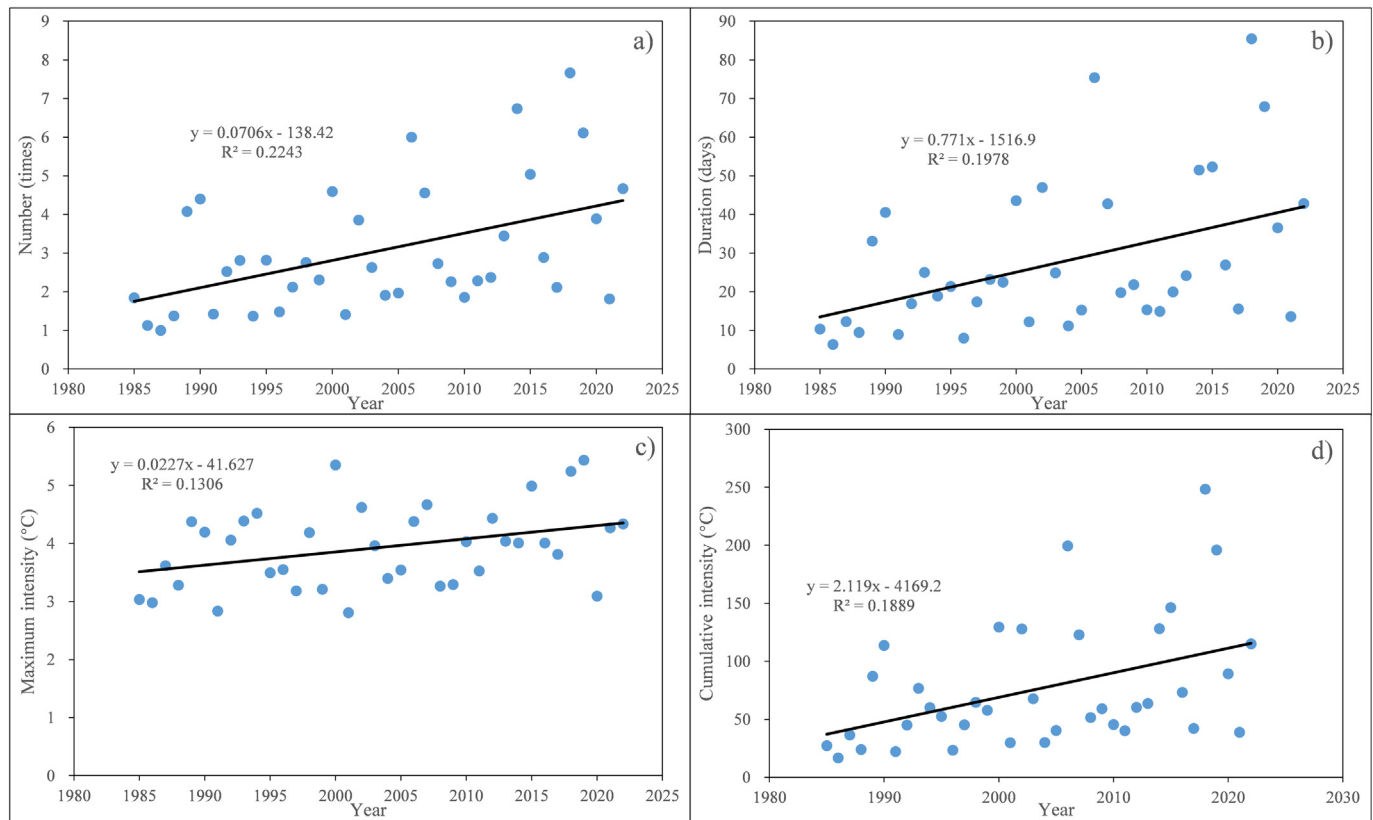 a)
9
8
7
6
5
4
3
2
1
0
Number (times)
y = 0.0706x - 138.42
R² = 0.2243
1980 1985 1990 1995 2000 2005 2010 2015 2020 2025
Year
b)
90
80
70
60
50
40
30
20
10
0
Duration (days)
y = 0.771x - 1516.9
R² = 0.1978
1980 1985 1990 1995 2000 2005 2010 2015 2020 2025
Year
c)
6
5
4
3
2
1
0
Maximum intensity (°C)
y = 0.0227x - 41.627
R² = 0.1306
1980 1985 1990 1995 2000 2005 2010 2015 2020 2025
Year
d)
300
250
200
150
100
50
0
Cumulative intensity (°C)
y = 2.119x - 4169.2
R² = 0.1889
1980 1990 2000 2010 2020 2030
Year